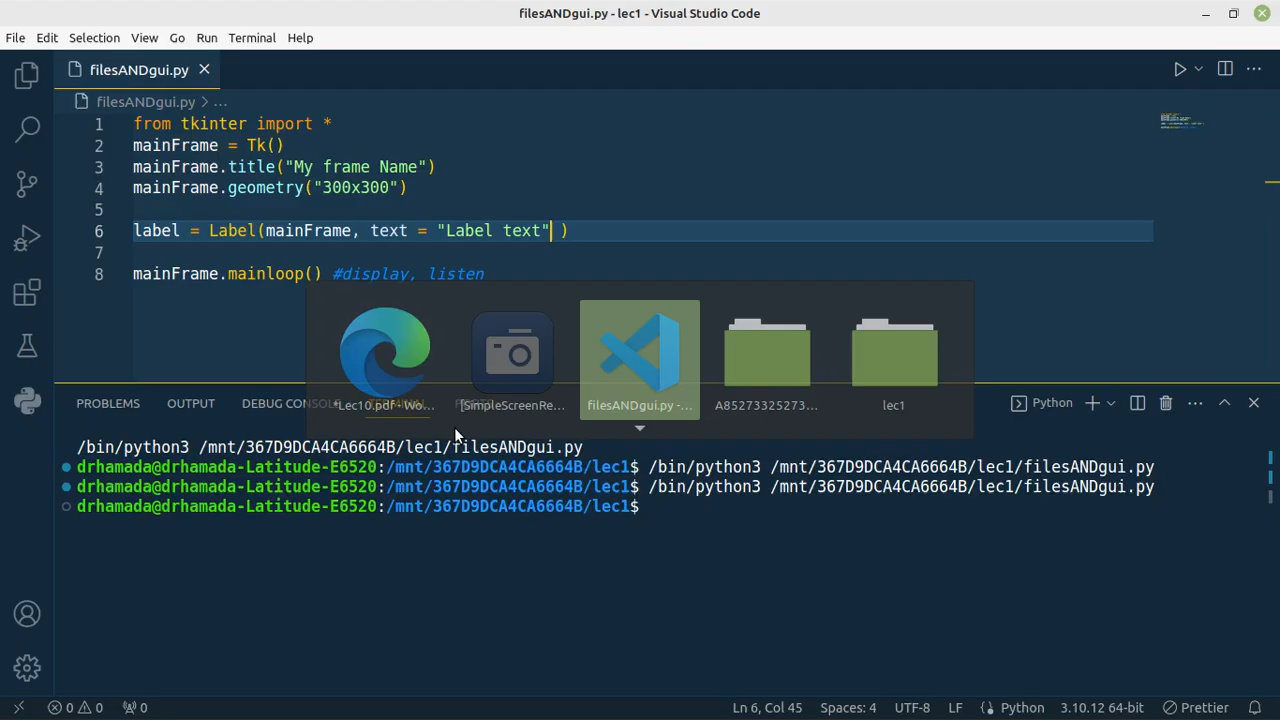 filesANDgui.py - lec1 - Visual Studio Code
File Edit Selection View Go Run Terminal Help
filesANDgui.py
filesANDgui.py > ...
1 from tkinter import *
2 mainFrame = Tk()
3 mainFrame.title("My frame Name")
4 mainFrame.geometry("300x300")
5
6 label = Label(mainFrame, text = "Label text" )
7
8 mainFrame.mainloop() #display, listen
*Lec10.pdf - Wo... [SimpleScreenRe... filesANDgui.py -... A85273325273... lec1
PROBLEMS OUTPUT DEBUG CONSOLE Python
/bin/python3 /mnt/367D9DCA4CA6664B/lec1/filesANDgui.py
drhamada@drhamada-Latitude-E6520:/mnt/367D9DCA4CA6664B/lec1$ /bin/python3 /mnt/367D9DCA4CA6664B/lec1/filesANDgui.py
drhamada@drhamada-Latitude-E6520:/mnt/367D9DCA4CA6664B/lec1$ /bin/python3 /mnt/367D9DCA4CA6664B/lec1/filesANDgui.py
drhamada@drhamada-Latitude-E6520:/mnt/367D9DCA4CA6664B/lec1$
0 0 0 Ln 6, Col 45 Spaces: 4 UTF-8 LF Python 3.10.12 64-bit Prettier